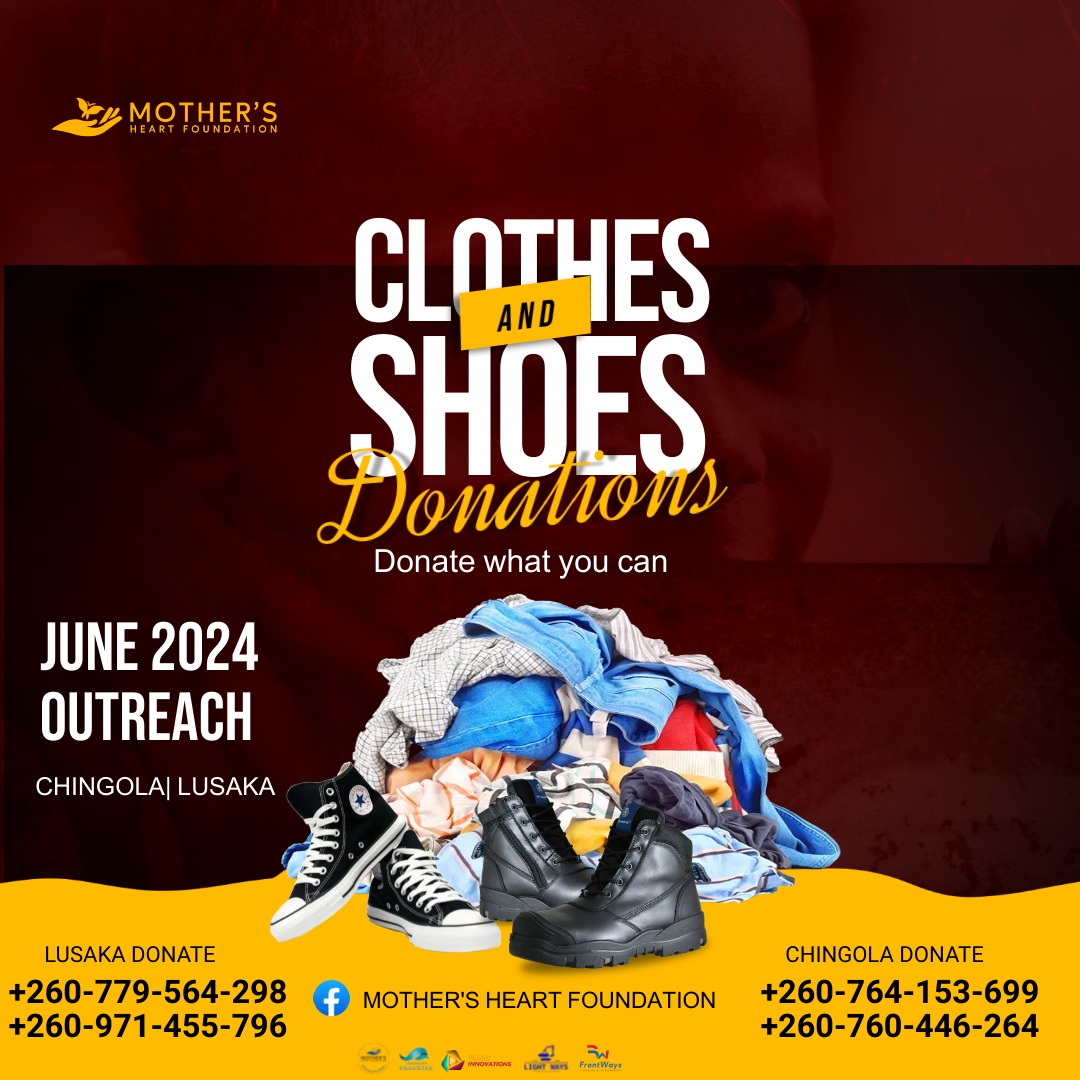 MOTHER'S
HEART FOUNDATION
CLOTHES
AND
SHOES
Donations
Donate what you can
JUNE 2024
OUTREACH
CHINGOLA| LUSAKA
LUSAKA DONATE
+260-779-564-298
+260-971-455-796
MOTHER'S HEART FOUNDATION
CHINGOLA DONATE
+260-764-153-699
+260-760-446-264
MOTHER'S
INNOVATIONS
LIGHT WAYS
FrontWays